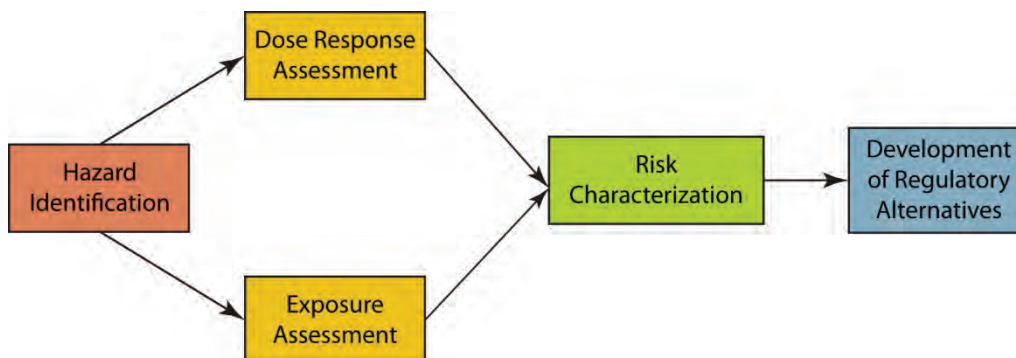 Dose Response
Assessment
Hazard
Identification
Exposure
Assessment
Risk
Characterization
Development
of Regulatory
Alternatives